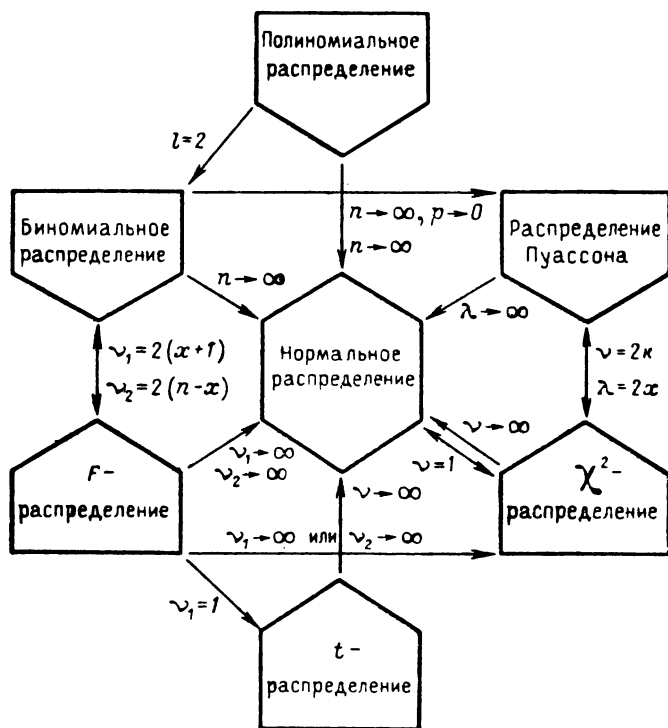 Полиномиальное
распределение
l=2
n→∞, p→0
n→∞
Биномиальное
распределение
Распределение
Пуассона
n→∞
λ→∞
ν₁=2(x+1)
ν₂=2(n-x)
Нормальное
распределение
ν=2к
λ=2x
ν→∞
ν=1
F-
распределение
ν₁→∞
ν₂→∞
ν→∞
χ²-
распределение
ν₁→∞ или ν₂→∞
ν₁=1
t-
распределение